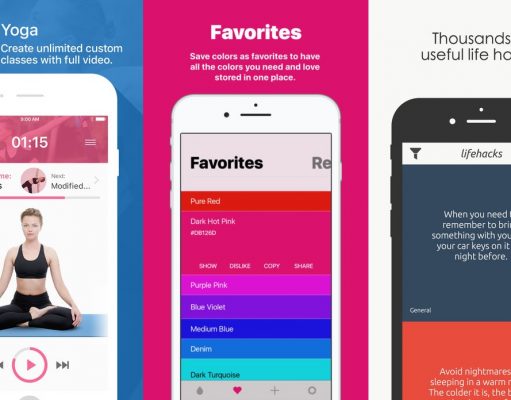 Yoga
Create unlimited custom
classes with full video.
9:00 AM
01:15
Next:
Modified...
Favorites
Save colors as favorites to have
all the colors you need and love
stored in one place.
Favorites
Pure Red
Dark Hot Pink
#DB126D
SHOW DISLIKE COPY SHARE
Purple Pink
Blue Violet
Medium Blue
Denim
Dark Turquoise
Thousands
useful life
lifehacks
When you need
remember to
something with
your car keys on it
night before.
General
Avoid nightmares
sleeping in a warm
The colder it is, the